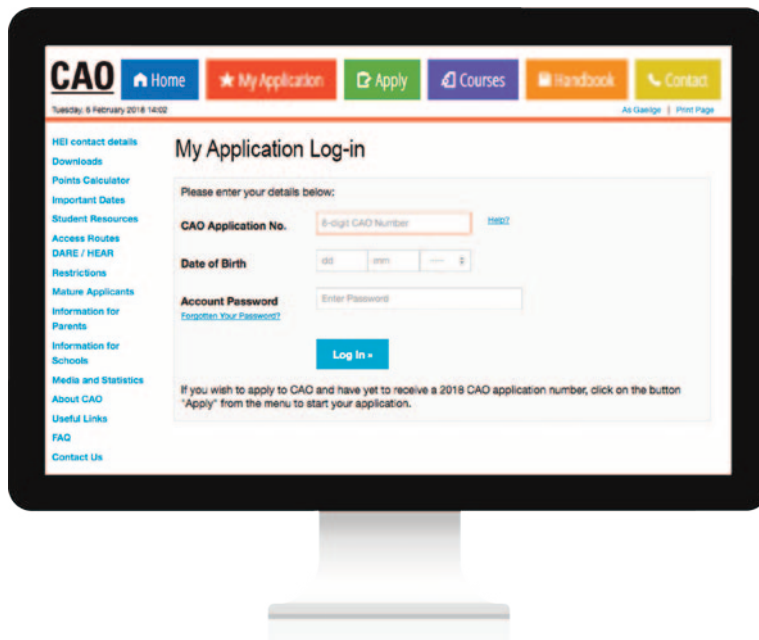 CAO
Home
My Application
Apply
Courses
Handbook
Contact
Tuesday, 6 February 2018 14:02
As Gaeilge | Print Page
HEI contact details
Downloads
Points Calculator
Important Dates
Student Resources
Access Routes
DARE / HEAR
Restrictions
Mature Applicants
Information for
Parents
Information for
Schools
Media and Statistics
About CAO
Useful Links
FAQ
Contact Us
My Application Log-in
Please enter your details below:
CAO Application No.
8-digit CAO Number
Help?
Date of Birth
dd
mm
----
Account Password
Enter Password
Forgotten Your Password?
Log In »
If you wish to apply to CAO and have yet to receive a 2018 CAO application number, click on the button
"Apply" from the menu to start your application.